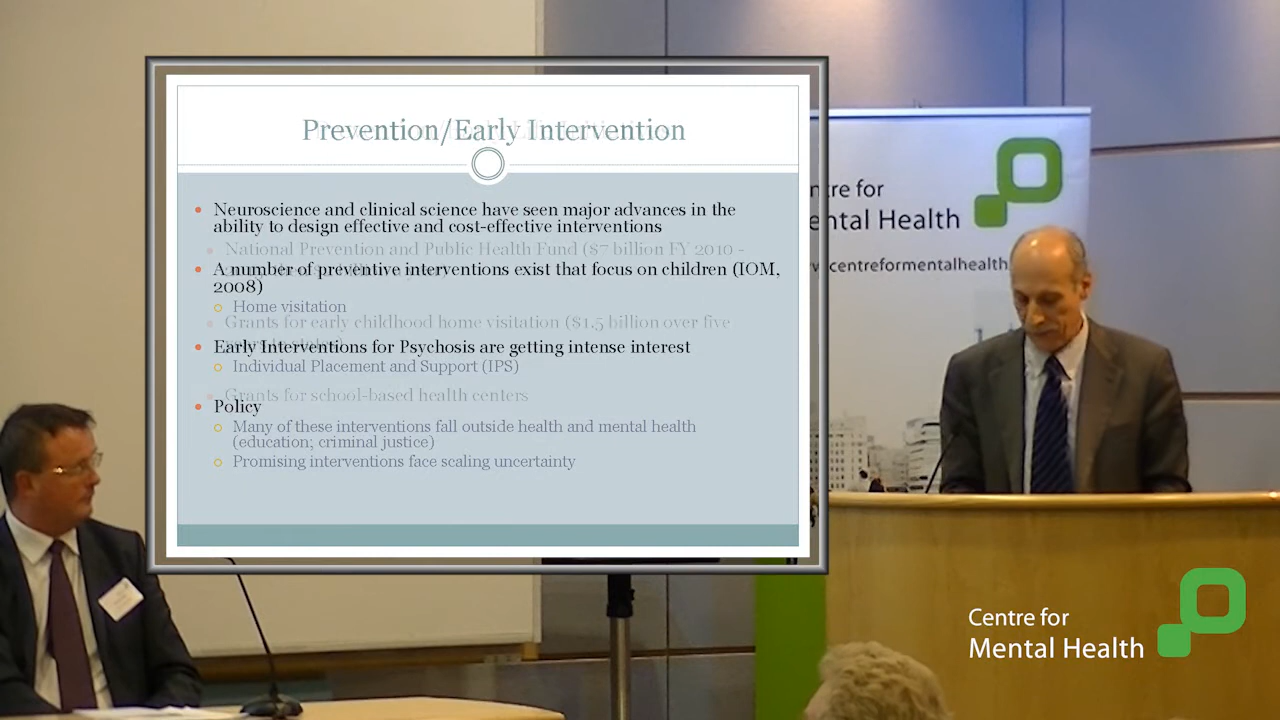 Prevention/Early Intervention
Neuroscience and clinical science have seen major advances in the
ability to design effective and cost-effective interventions
National Prevention and Public Health Fund ($7 billion FY 2010 -
A number of preventive interventions exist that focus on children (IOM,
2008)
Home visitation
Grants for early childhood home visitation ($1.5 billion over five
Early Interventions for Psychosis are getting intense interest
Individual Placement and Support (IPS)
Grants for school-based health centers
Policy
Many of these interventions fall outside health and mental health
(education; criminal justice)
Promising interventions face scaling uncertainty
ntre for
ental Health
centreformentalhealth
Centre for
Mental Health